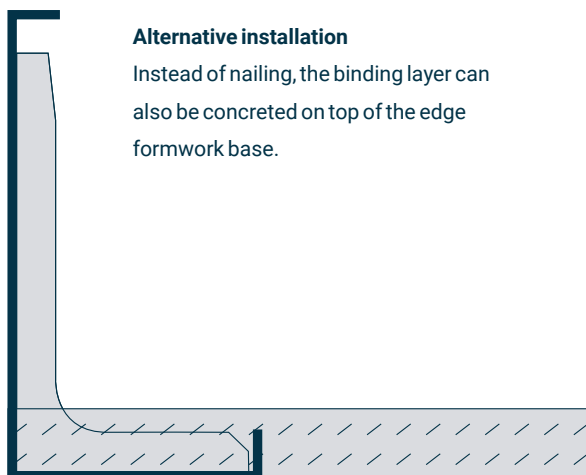 Alternative installation
Instead of nailing, the binding layer can
also be concreted on top of the edge
formwork base.